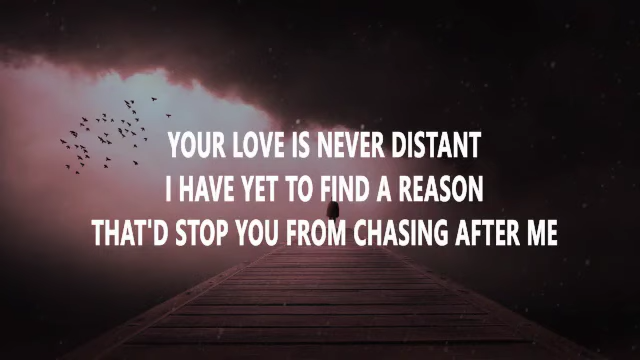 YOUR LOVE IS NEVER DISTANT
I HAVE YET TO FIND A REASON
THAT'D STOP YOU FROM CHASING AFTER ME